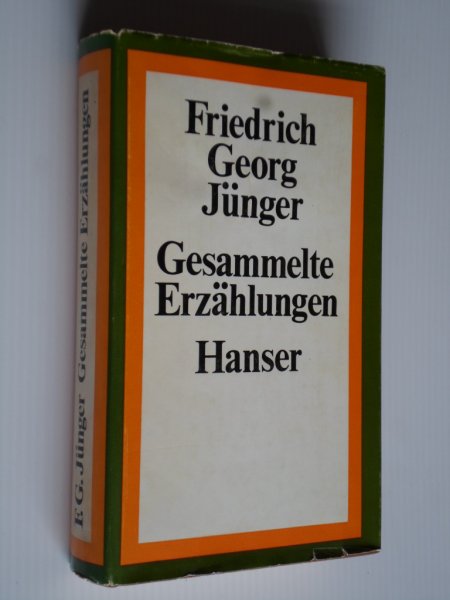 Friedrich
Georg
Jünger
Gesammelte
Erzählungen
Hanser
F. G. Jünger Gesammelte Erzählungen